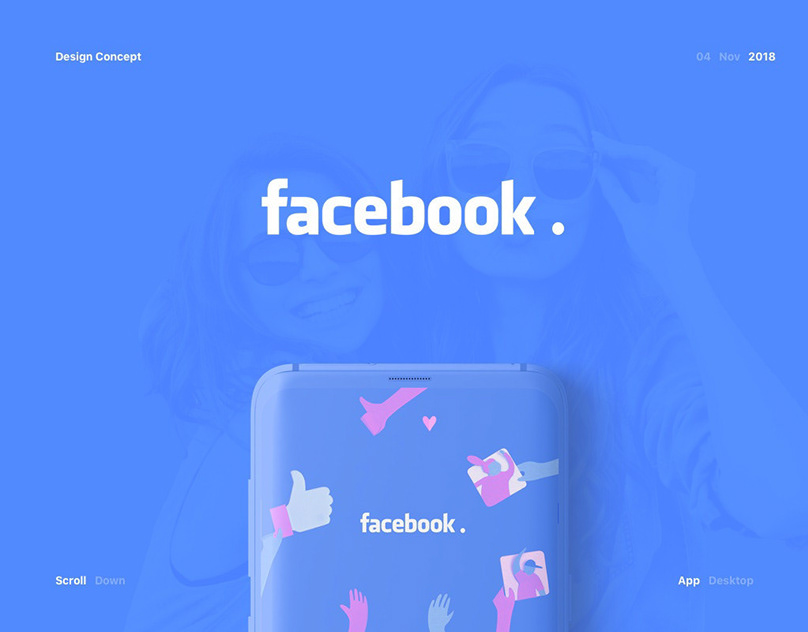 Design Concept
04 Nov 2018
facebook .
facebook .
Scroll Down
App Desktop